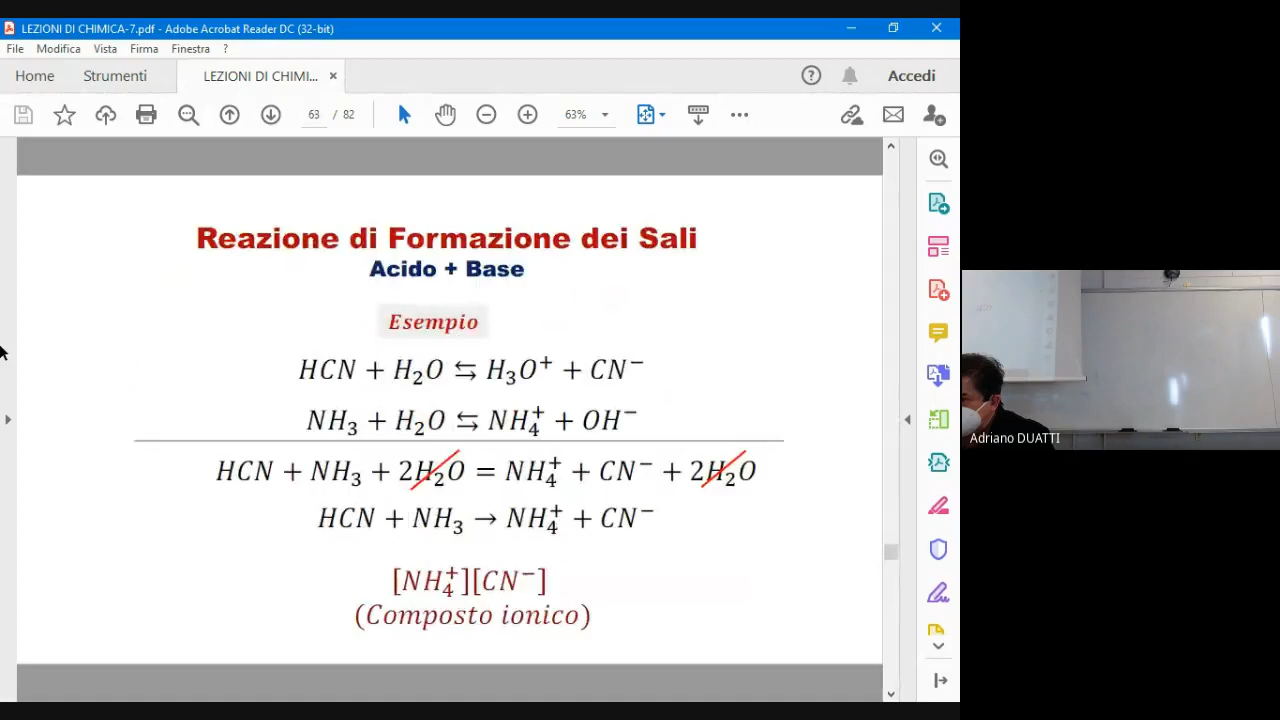 LEZIONI DI CHIMICA-7.pdf - Adobe Acrobat Reader DC (32-bit)
File Modifica Vista Firma Finestra ?
Home Strumenti LEZIONI DI CHIMI... × Accedi
63 / 82 63%
Reazione di Formazione dei Sali
Acido + Base
Esempio
HCN + H₂O ⇆ H₃O⁺ + CN⁻
NH₃ + H₂O ⇆ NH₄⁺ + OH⁻
HCN + NH₃ + 2H₂O = NH₄⁺ + CN⁻ + 2H₂O
HCN + NH₃ → NH₄⁺ + CN⁻
[NH₄⁺][CN⁻]
(Composto ionico)
Adriano DUATTI